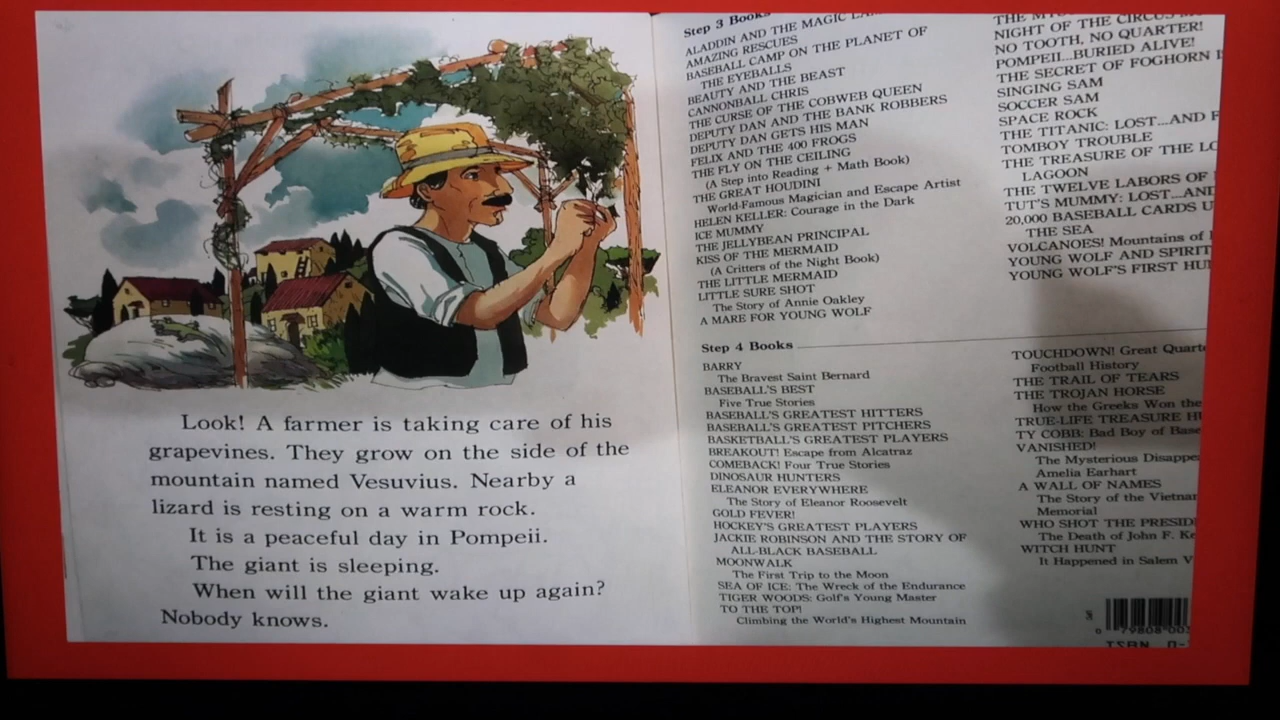 Look! A farmer is taking care of his
grapevines. They grow on the side of the
mountain named Vesuvius. Nearby a
lizard is resting on a warm rock.
It is a peaceful day in Pompeii.
The giant is sleeping.
When will the giant wake up again?
Nobody knows.
Step 3 Books
ALADDIN AND THE MAGIC
AMAZING RESCUES
BASEBALL CAMP ON THE PLANET OF
THE EYEBALLS
BEAUTY AND THE BEAST
CANNONBALL CHRIS
THE CURSE OF THE COBWEB QUEEN
DEPUTY DAN AND THE BANK ROBBERS
DEPUTY DAN GETS HIS MAN
FELIX AND THE 400 FROGS
THE FLY ON THE CEILING
(A Step into Reading + Math Book)
THE GREAT HOUDINI
World-Famous Magician and Escape Artist
HELEN KELLER: Courage in the Dark
ICE MUMMY
THE JELLYBEAN PRINCIPAL
KISS OF THE MERMAID
(A Critters of the Night Book)
THE LITTLE MERMAID
LITTLE SURE SHOT
The Story of Annie Oakley
A MARE FOR YOUNG WOLF
THE
NIGHT OF THE CIRCUS
NO TOOTH, NO QUARTER!
POMPEII...BURIED ALIVE!
THE SECRET OF FOGHORN
SINGING SAM
SOCCER SAM
SPACE ROCK
THE TITANIC: LOST...AND
TOMBOY TROUBLE
THE TREASURE OF THE
LAGOON
THE TWELVE LABORS OF
TUT'S MUMMY: LOST...AND
20,000 BASEBALL CARDS
THE SEA
VOLCANOES! Mountains of
YOUNG WOLF AND SPIRIT
YOUNG WOLF'S FIRST
Step 4 Books
BARRY
The Bravest Saint Bernard
BASEBALL'S BEST
Five True Stories
BASEBALL'S GREATEST HITTERS
BASEBALL'S GREATEST PITCHERS
BASKETBALL'S GREATEST PLAYERS
BREAKOUT! Escape from Alcatraz
COMEBACK! Four True Stories
DINOSAUR HUNTERS
ELEANOR EVERYWHERE
The Story of Eleanor Roosevelt
GOLD FEVER!
HOCKEY'S GREATEST PLAYERS
JACKIE ROBINSON AND THE STORY OF
ALL-BLACK BASEBALL
MOONWALK
The First Trip to the Moon
SEA OF ICE: The Wreck of the Endurance
TIGER WOODS: Golf's Young Master
TO THE TOP!
Climbing the World's Highest Mountain
TOUCHDOWN! Great
Football History
THE TRAIL OF TEARS
THE TROJAN HORSE
How the Greeks Won the
TRUE-LIFE TREASURE
TY COBB: Bad Boy of
VANISHED!
The Mysterious
Amelia Earhart
A WALL OF NAMES
The Story of the
Memorial
WHO SHOT THE
The Death of John F.
WITCH HUNT
It Happened in Salem
ISBN